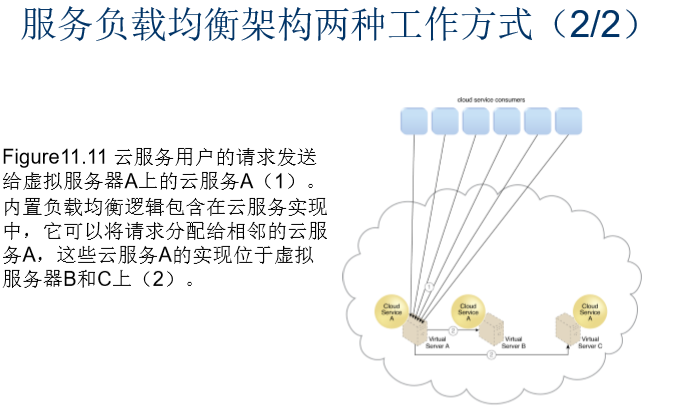 服务负载均衡架构两种工作方式（2/2）
cloud service consumers
Figure11.11 云服务用户的请求发送
给虚拟服务器A上的云服务A（1）。
内置负载均衡逻辑包含在云服务实现
中，它可以将请求分配给相邻的云服
务A，这些云服务A的实现位于虚拟
服务器B和C上（2）。
1
Cloud
Service
A
Virtual
Server A
2
Cloud
Service
A
Virtual
Server B
2
Cloud
Service
A
Virtual
Server C